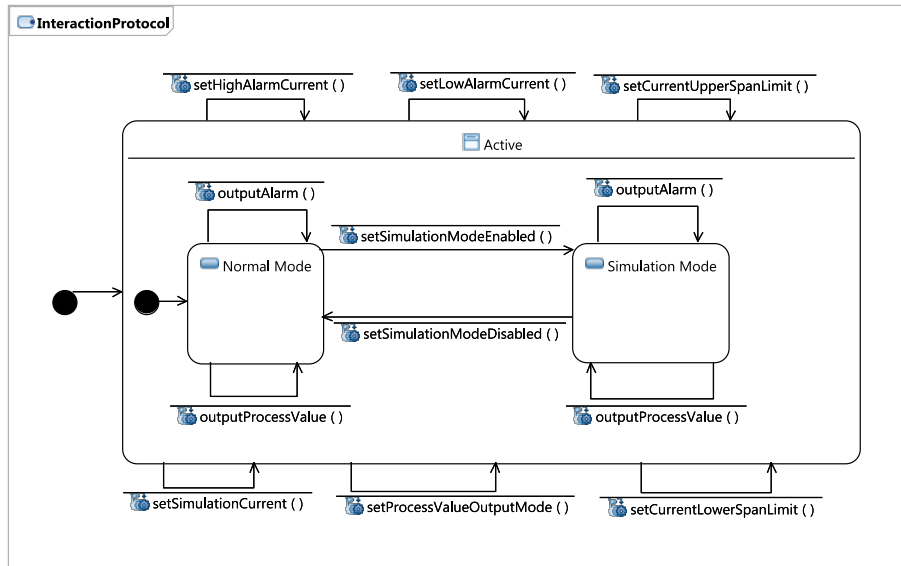 InteractionProtocol
setHighAlarmCurrent ( )
setLowAlarmCurrent ( )
setCurrentUpperSpanLimit ( )
Active
outputAlarm ( )
outputAlarm ( )
setSimulationModeEnabled ( )
Normal Mode
Simulation Mode
setSimulationModeDisabled ( )
outputProcessValue ( )
outputProcessValue ( )
setSimulationCurrent ( )
setProcessValueOutputMode ( )
setCurrentLowerSpanLimit ( )